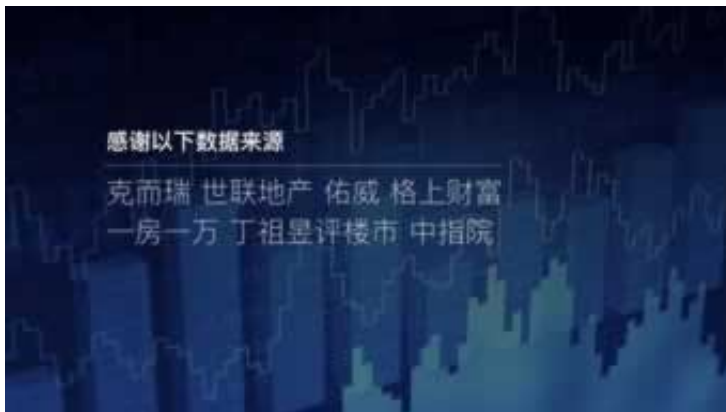 感谢以下数据来源
克而瑞 世联地产 佑威 格上财富
一房一万 丁祖昱评楼市 中指院